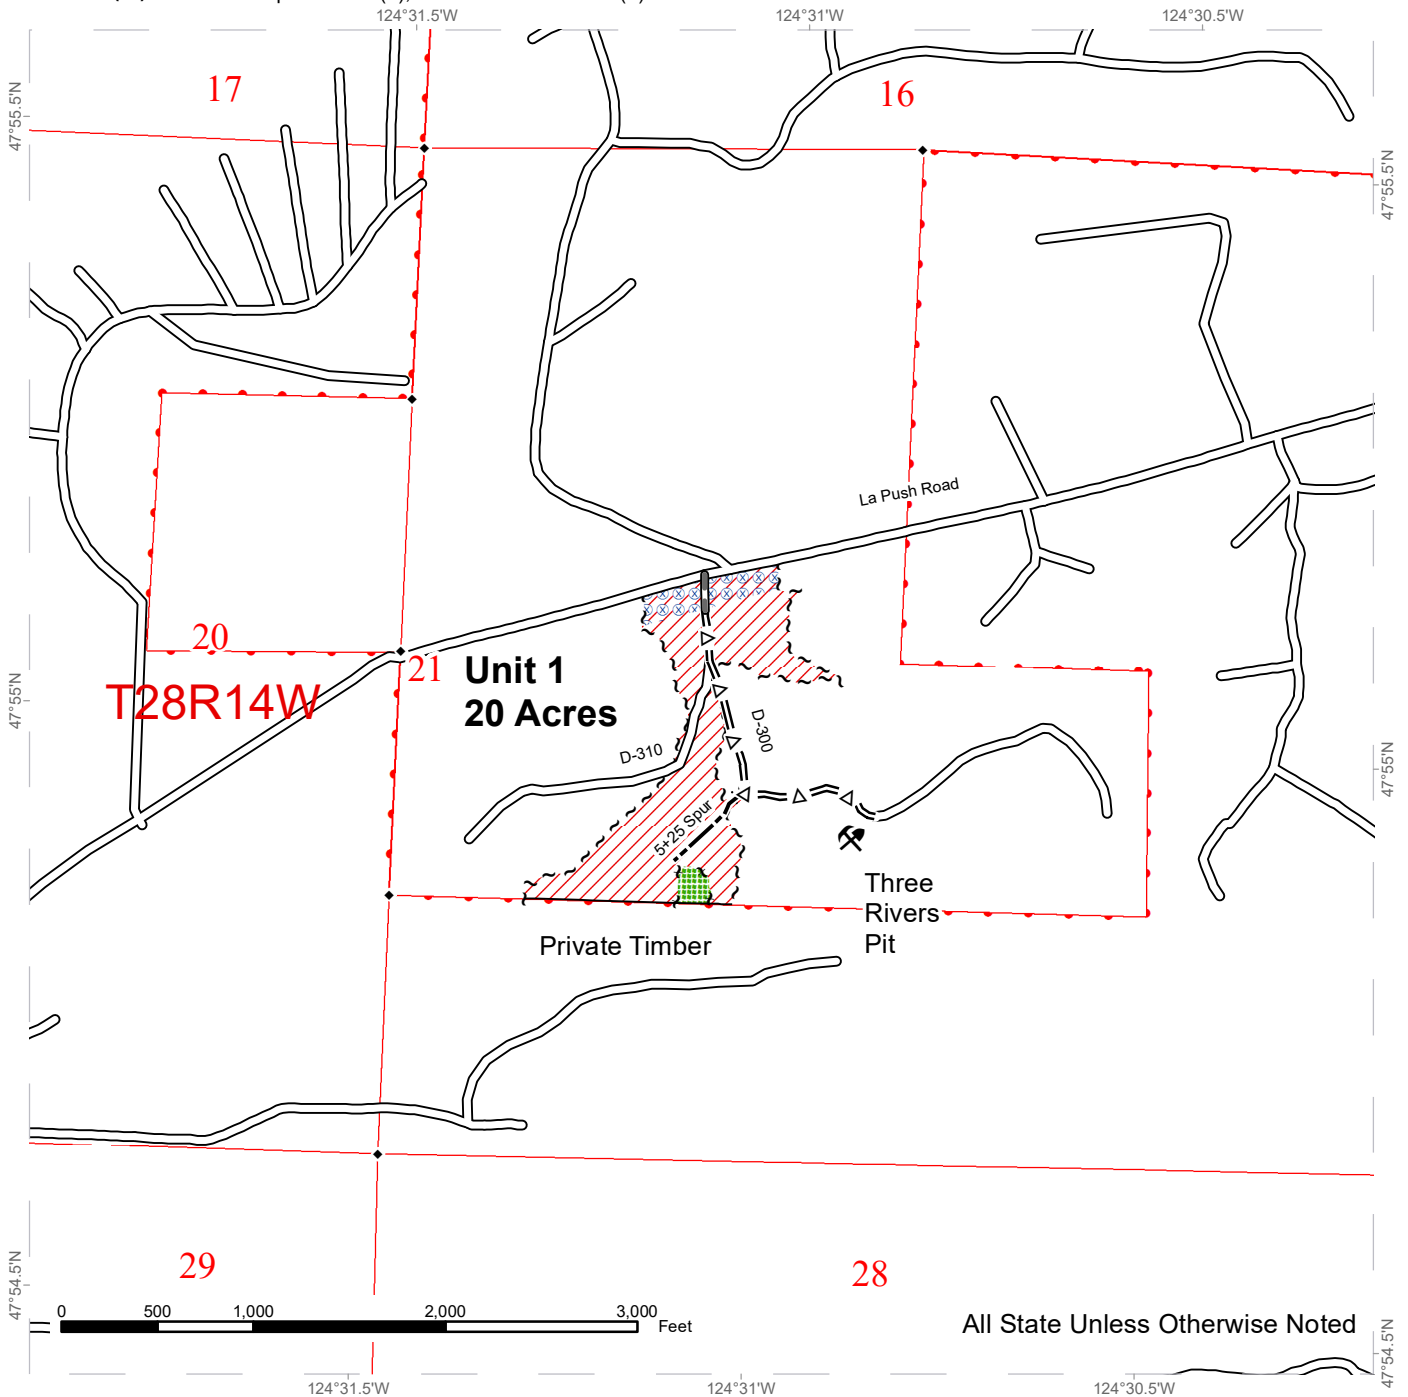 124°31.5'W
124°31'W
124°30.5'W
17
16
47°55.5'N
47°55.5'N
La Push Road
20
21
T28R14W
Unit 1
20 Acres
47°55'N
47°55'N
D-310
D-300
5+25 Spur
Three
Rivers
Pit
Private Timber
29
28
47°54.5'N
47°54.5'N
0 500 1,000 2,000 3,000
Feet
All State Unless Otherwise Noted
124°31.5'W
124°31'W
124°30.5'W